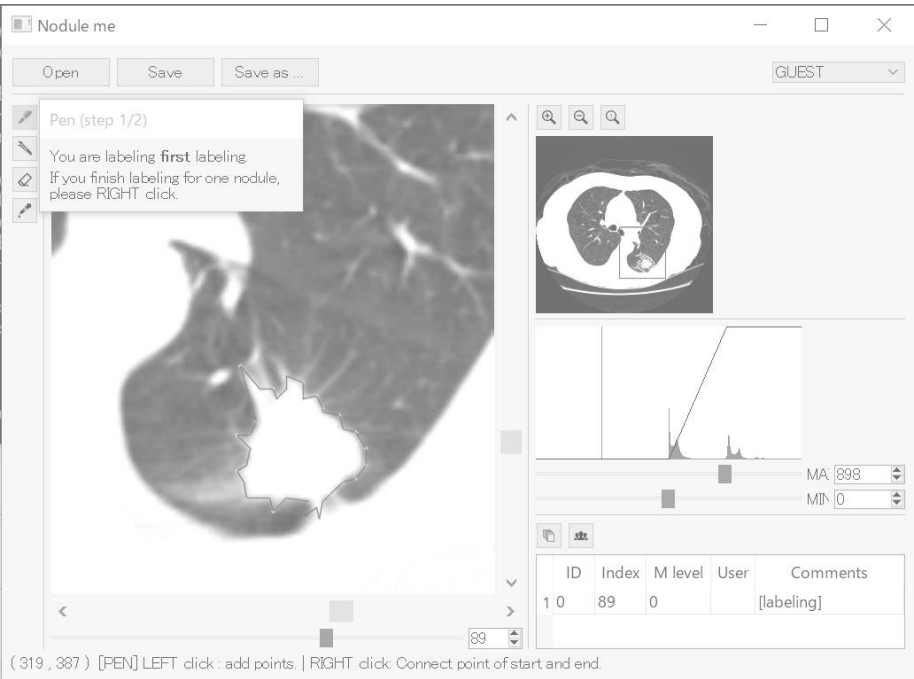 Nodule me
Open Save Save as ... GUEST
Pen (step 1/2)
You are labeling first labeling.
If you finish labeling for one nodule,
please RIGHT click.
MA 898
MIN 0
ID Index M level User Comments
1 0 89 0 [labeling]
89
( 319 , 387 ) [PEN] LEFT click : add points. | RIGHT click: Connect point of start and end.